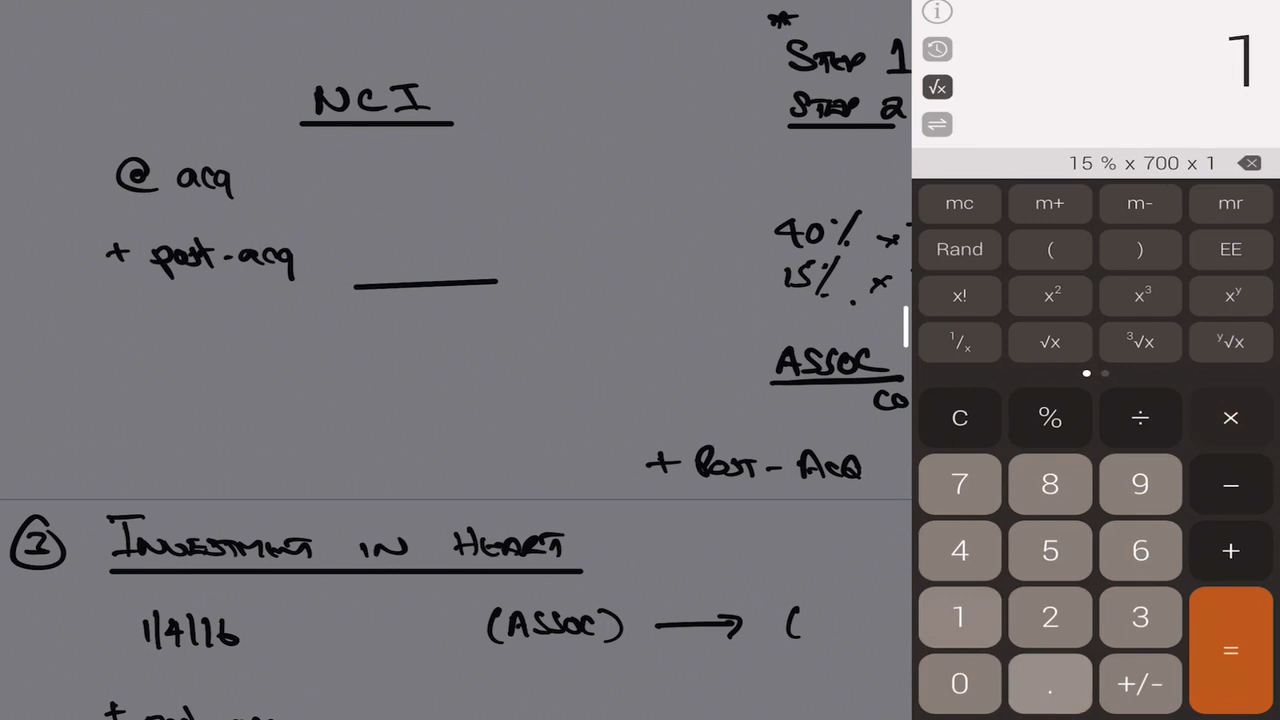 NCI
@ acq
+ post-acq
* STEP 1
STEP 2
40% x
15% x
ASSOC
CO
+ POST-ACQ
3 INVESTMENT IN HEART
1/4/16 (ASSOC) → (
1
15 % x 700 x 1
mc m+ m- mr
Rand ( ) EE
x! x² x³ xʸ
1/x √x ³√x ʸ√x
C % ÷ ×
7 8 9 −
4 5 6 +
1 2 3 =
0 . +/-